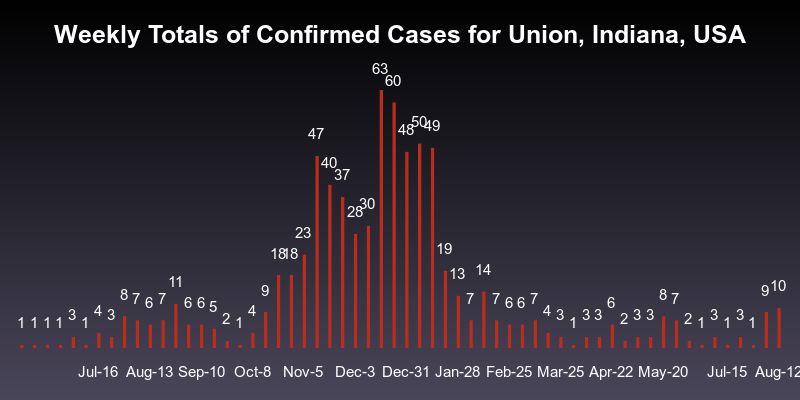 Weekly Totals of Confirmed Cases for Union, Indiana, USA
63
60
47 48 50 49
40
37
28 30
23
18 18 19
13 14
11
8 7 6 7 6 6 5 9 7 7 6 6 7 6 8 7 9 10
1 1 1 1 3 1 4 3 2 1 4 4 3 1 3 3 2 3 3 2 1 3 1 3 1
Jul-16 Aug-13 Sep-10 Oct-8 Nov-5 Dec-3 Dec-31 Jan-28 Feb-25 Mar-25 Apr-22 May-20 Jul-15 Aug-12